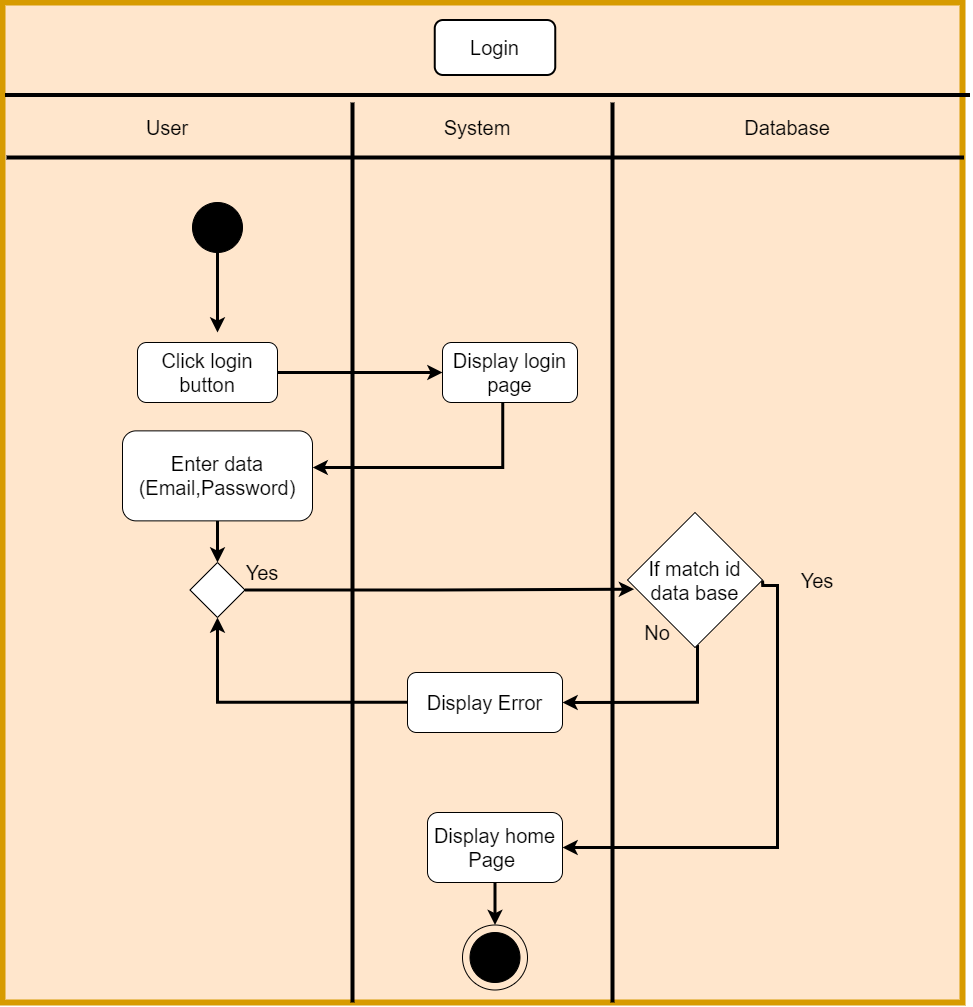 Login
User
System
Database
Click login
button
Display login
page
Enter data
(Email,Password)
Yes
If match id
data base
Yes
No
Display Error
Display home
Page